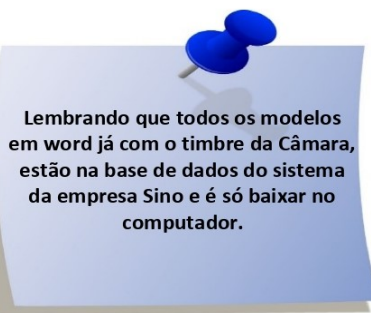 Lembrando que todos os modelos
em word já com o timbre da Câmara,
estão na base de dados do sistema
da empresa Sino e é só baixar no
computador.